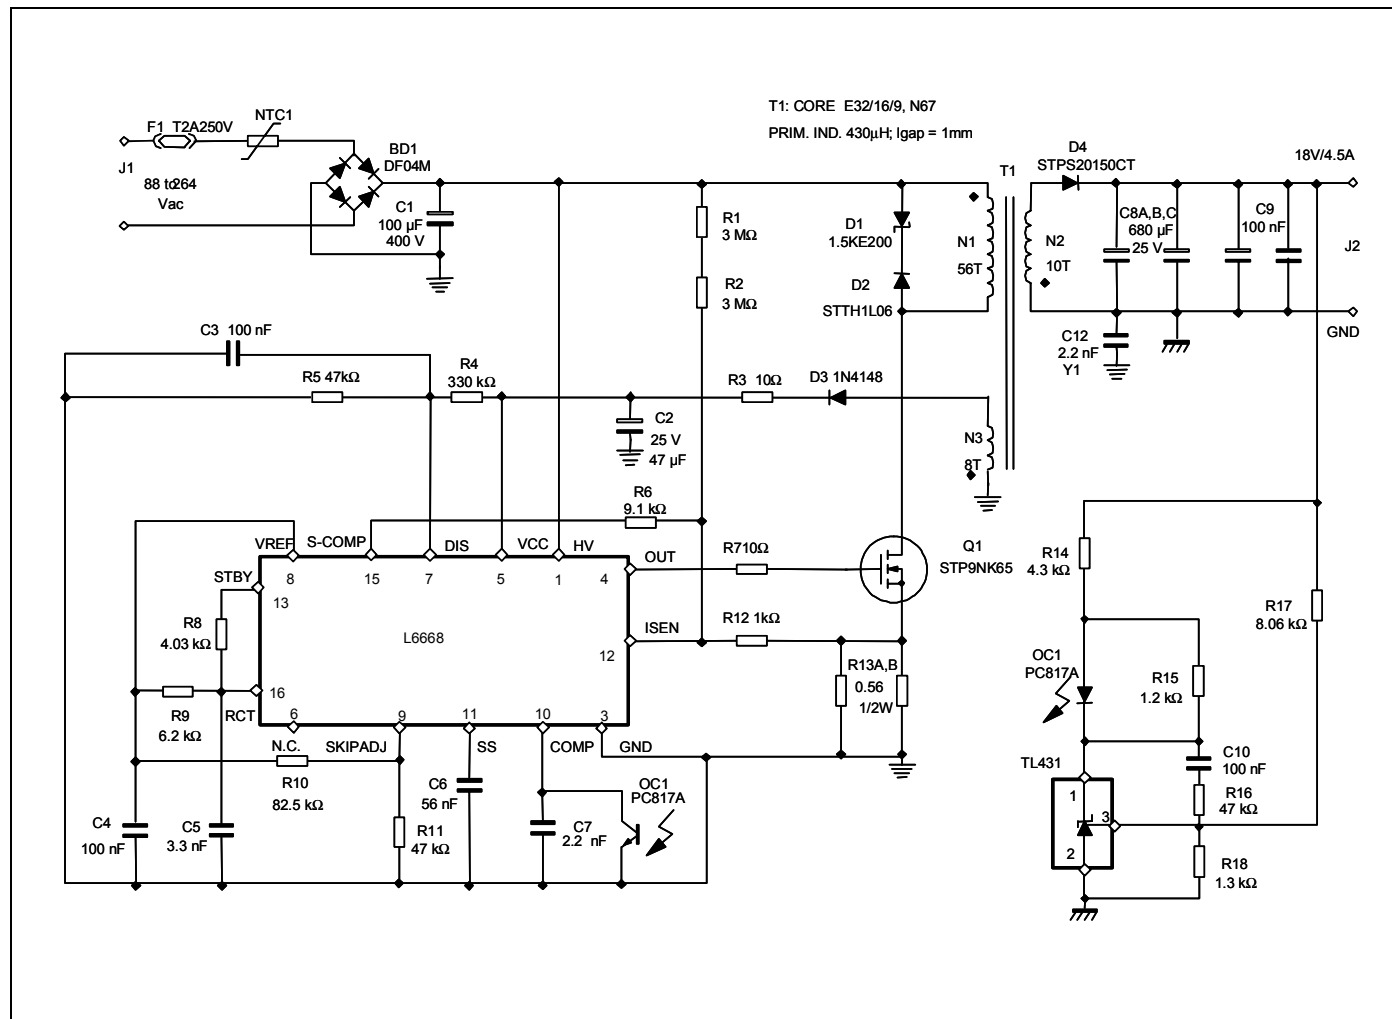 T1: CORE E32/16/9, N67
PRIM. IND. 430µH; lgap = 1mm
F1 T2A250V
NTC1
J1
88 to264
Vac
BD1
DF04M
C1
100 µF
400 V
R1
3 MΩ
R2
3 MΩ
D1
1.5KE200
D2
STTH1L06
N1
56T
T1
N2
10T
D4
STPS20150CT
18V/4.5A
C8A,B,C
680 µF
25 V
C9
100 nF
J2
GND
C12
2.2 nF
Y1
C3 100 nF
R5 47kΩ
R4
330 kΩ
R3 10Ω
D3 1N4148
C2
25 V
47 µF
N3
8T
R6
9.1 kΩ
VREF
S-COMP
DIS
VCC
HV
8
15
7
5
1
4
OUT
R710Ω
Q1
STP9NK65
STBY
13
R8
4.03 kΩ
L6668
ISEN
12
R12 1kΩ
R13A,B
0.56
1/2W
16
RCT
R9
6.2 kΩ
6
9
11
10
3
N.C.
SKIPADJ
SS
COMP
GND
R10
82.5 kΩ
C4
100 nF
C5
3.3 nF
R11
47 kΩ
C6
56 nF
C7
2.2 nF
OC1
PC817A
R14
4.3 kΩ
R17
8.06 kΩ
OC1
PC817A
R15
1.2 kΩ
C10
100 nF
TL431
1
3
2
R16
47 kΩ
R18
1.3 kΩ